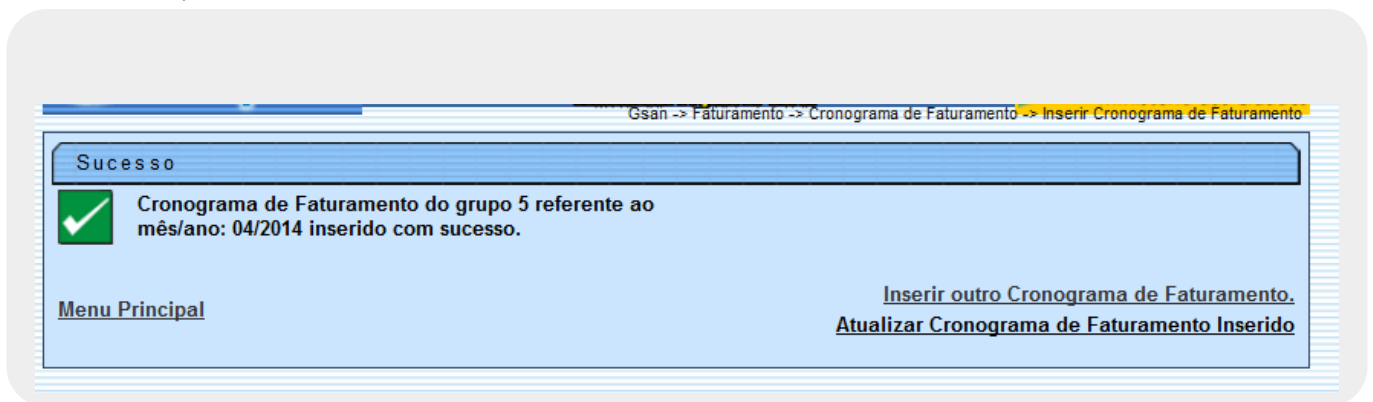 Gsan -> Faturamento -> Cronograma de Faturamento -> Inserir Cronograma de Faturamento
Sucesso
Cronograma de Faturamento do grupo 5 referente ao
mês/ano: 04/2014 inserido com sucesso.
Menu Principal
Inserir outro Cronograma de Faturamento.
Atualizar Cronograma de Faturamento Inserido